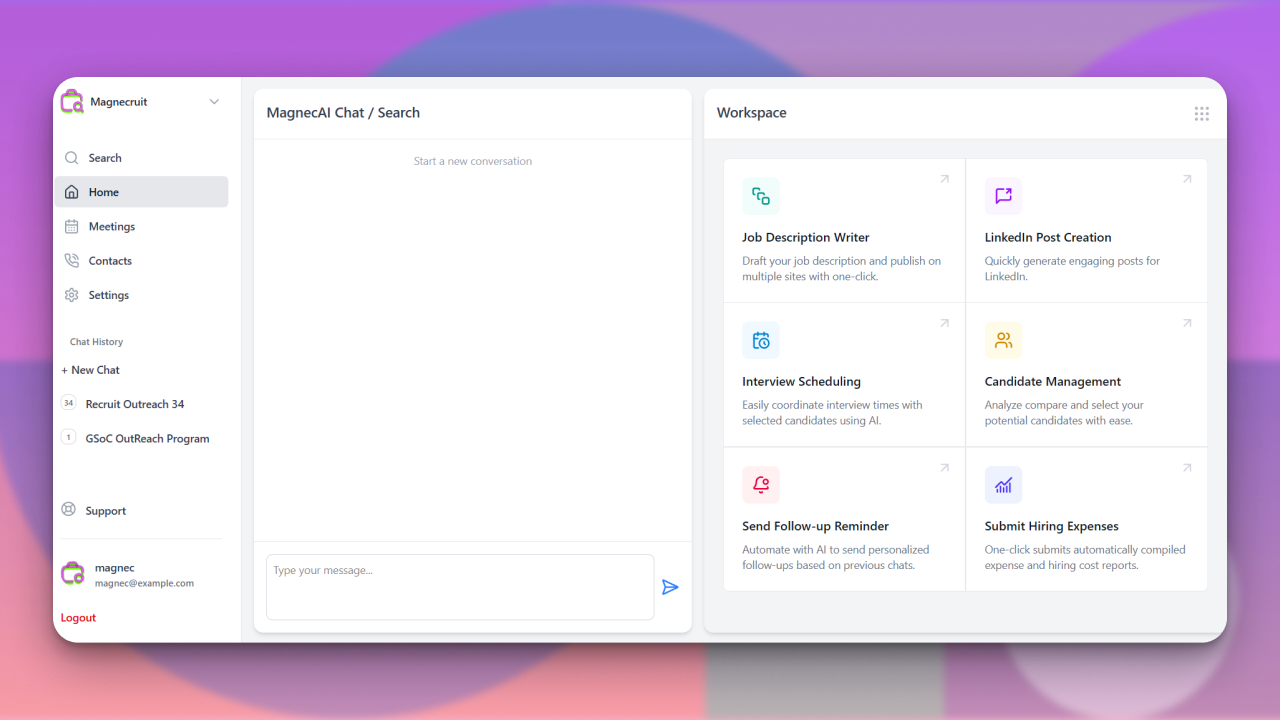 Magnecruit
Search
Home
Meetings
Contacts
Settings
Chat History
+ New Chat
34 Recruit Outreach 34
1 GSoC OutReach Program
Support
magnec
magnec@example.com
Logout
MagnecAI Chat / Search
Start a new conversation
Type your message...
Workspace
Job Description Writer
Draft your job description and publish on
multiple sites with one-click.
LinkedIn Post Creation
Quickly generate engaging posts for
LinkedIn.
Interview Scheduling
Easily coordinate interview times with
selected candidates using AI.
Candidate Management
Analyze compare and select your
potential candidates with ease.
Send Follow-up Reminder
Automate with AI to send personalized
follow-ups based on previous chats.
Submit Hiring Expenses
One-click submits automatically compiled
expense and hiring cost reports.